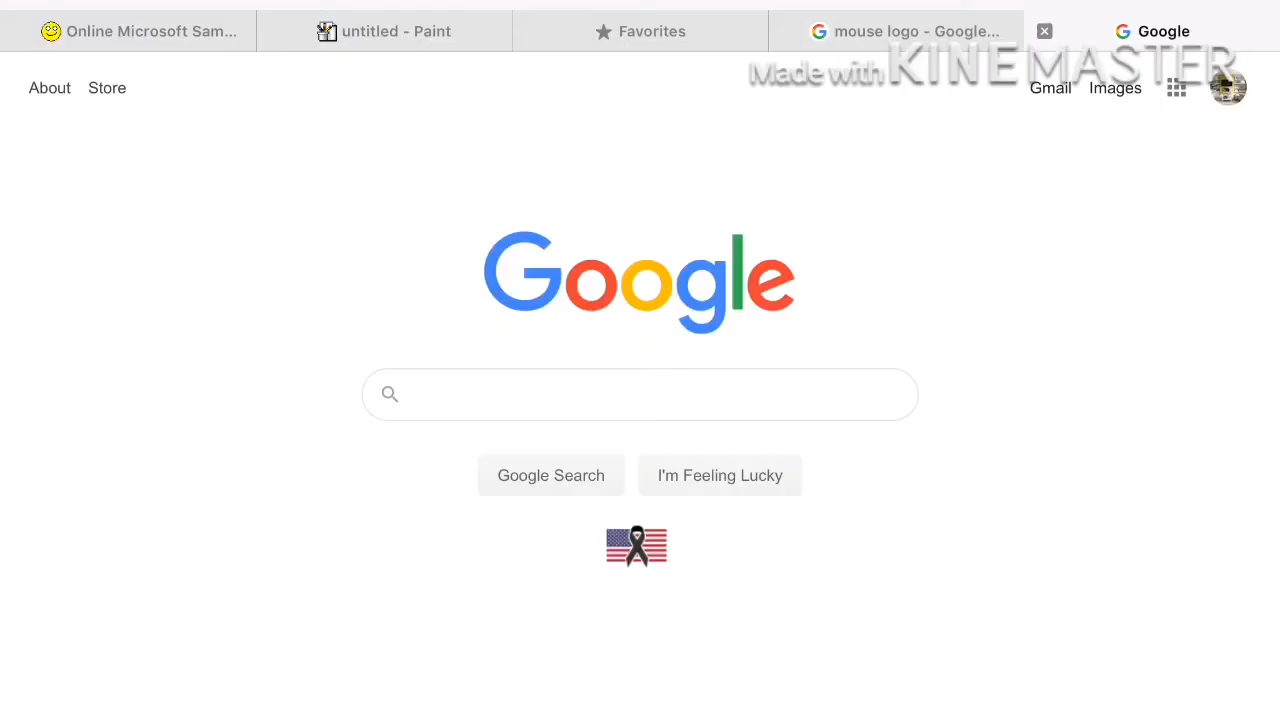 Online Microsoft Sam...
untitled - Paint
Favorites
mouse logo - Google...
Google
Made with KINEMASTER
About
Store
Gmail
Images
Google
Google Search
I'm Feeling Lucky